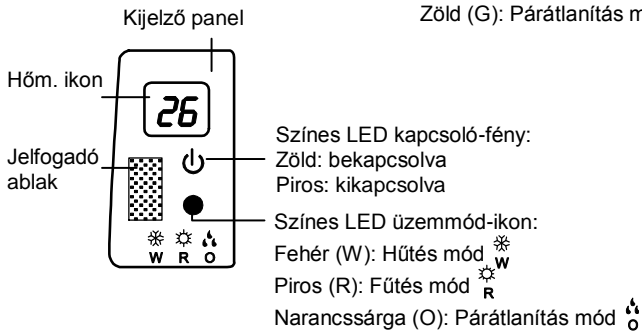 Kijelző panel
Zöld (G): Párátlanítás
Hőm. ikon
26
Jelfogadó
ablak
Színes LED kapcsoló-fény:
Zöld: bekapcsolva
Piros: kikapcsolva
Színes LED üzemmód-ikon:
W R O
Fehér (W): Hűtés mód W
Piros (R): Fűtés mód R
Narancssárga (O): Párátlanítás mód O